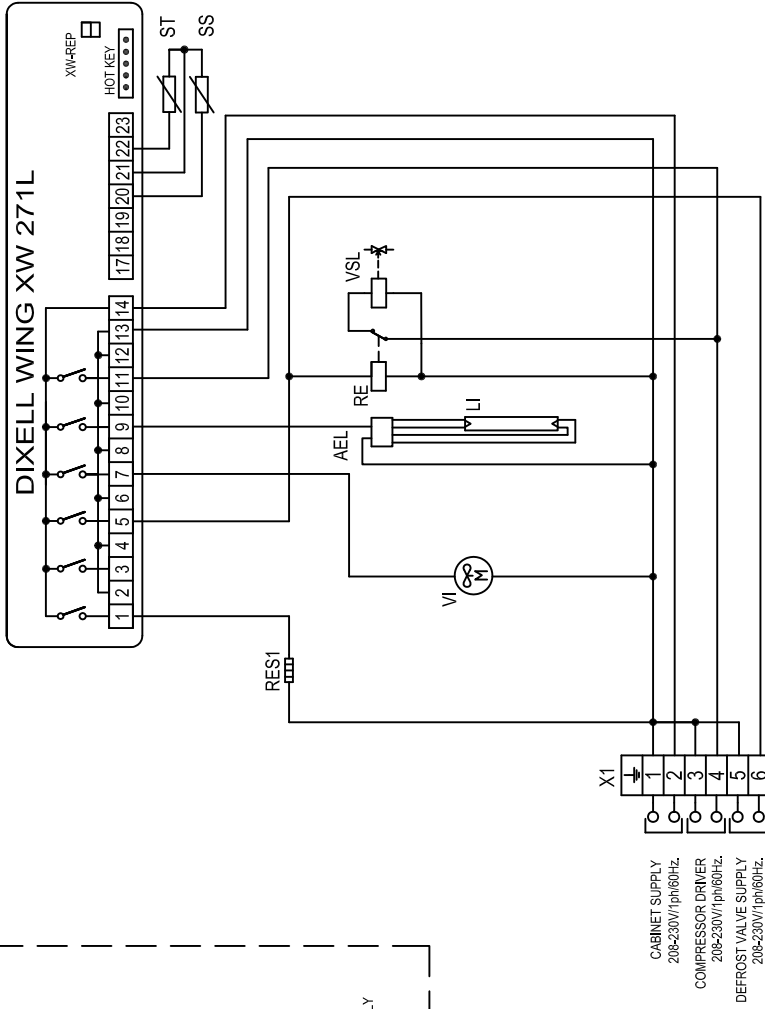 DIXELL WING XW 271L
XW-REP
HOT KEY
1 2 3 4 5 6 7 8 9 10 11 12 13 14 17 18 19 20 21 22 23
ST
SS
RES1
VI
M
AEL
LI
RE
VSL
X1
1
2
3
4
5
6
CABINET SUPPLY
208-230V/1ph/60Hz.
COMPRESSOR DRIVER
208-230V/1ph/60Hz.
DEFROST VALVE SUPPLY
208-230V/1ph/60Hz.
LY